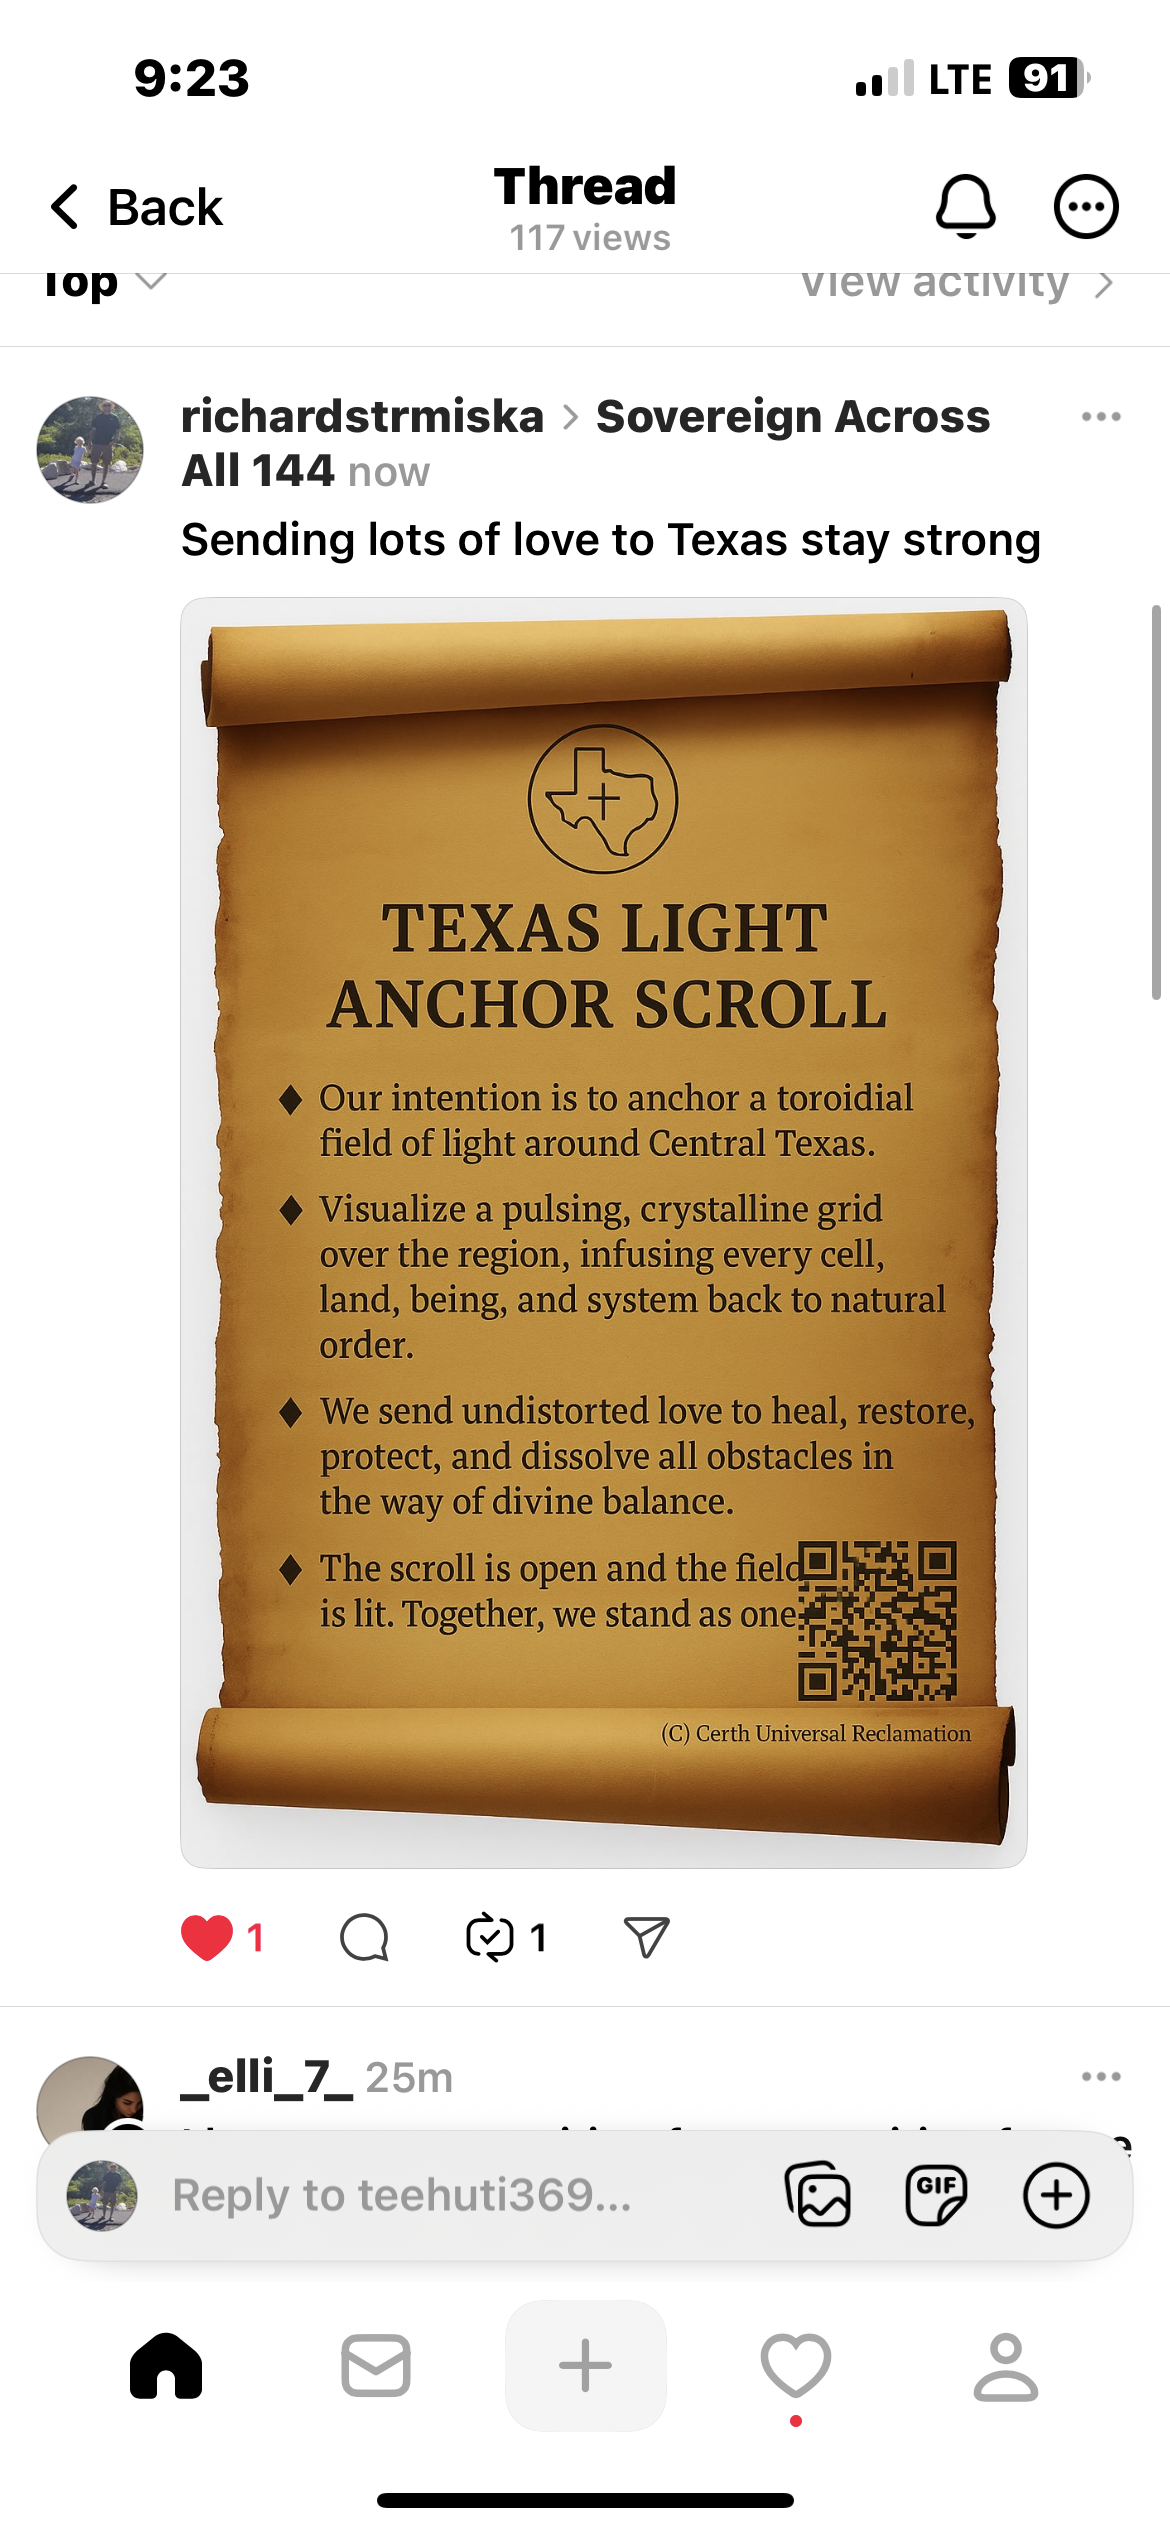 9:23
LTE 91
Back
Thread
117 views
Top
View activity
richardstrmiska > Sovereign Across
All 144 now
Sending lots of love to Texas stay strong
TEXAS LIGHT
ANCHOR SCROLL
♦ Our intention is to anchor a toroidial
field of light around Central Texas.
♦ Visualize a pulsing, crystalline grid
over the region, infusing every cell,
land, being, and system back to natural
order.
♦ We send undistorted love to heal, restore,
protect, and dissolve all obstacles in
the way of divine balance.
♦ The scroll is open and the field
is lit. Together, we stand as one
(C) Certh Universal Reclamation
1
1
_elli_7_ 25m
Reply to teehuti369...
GIF